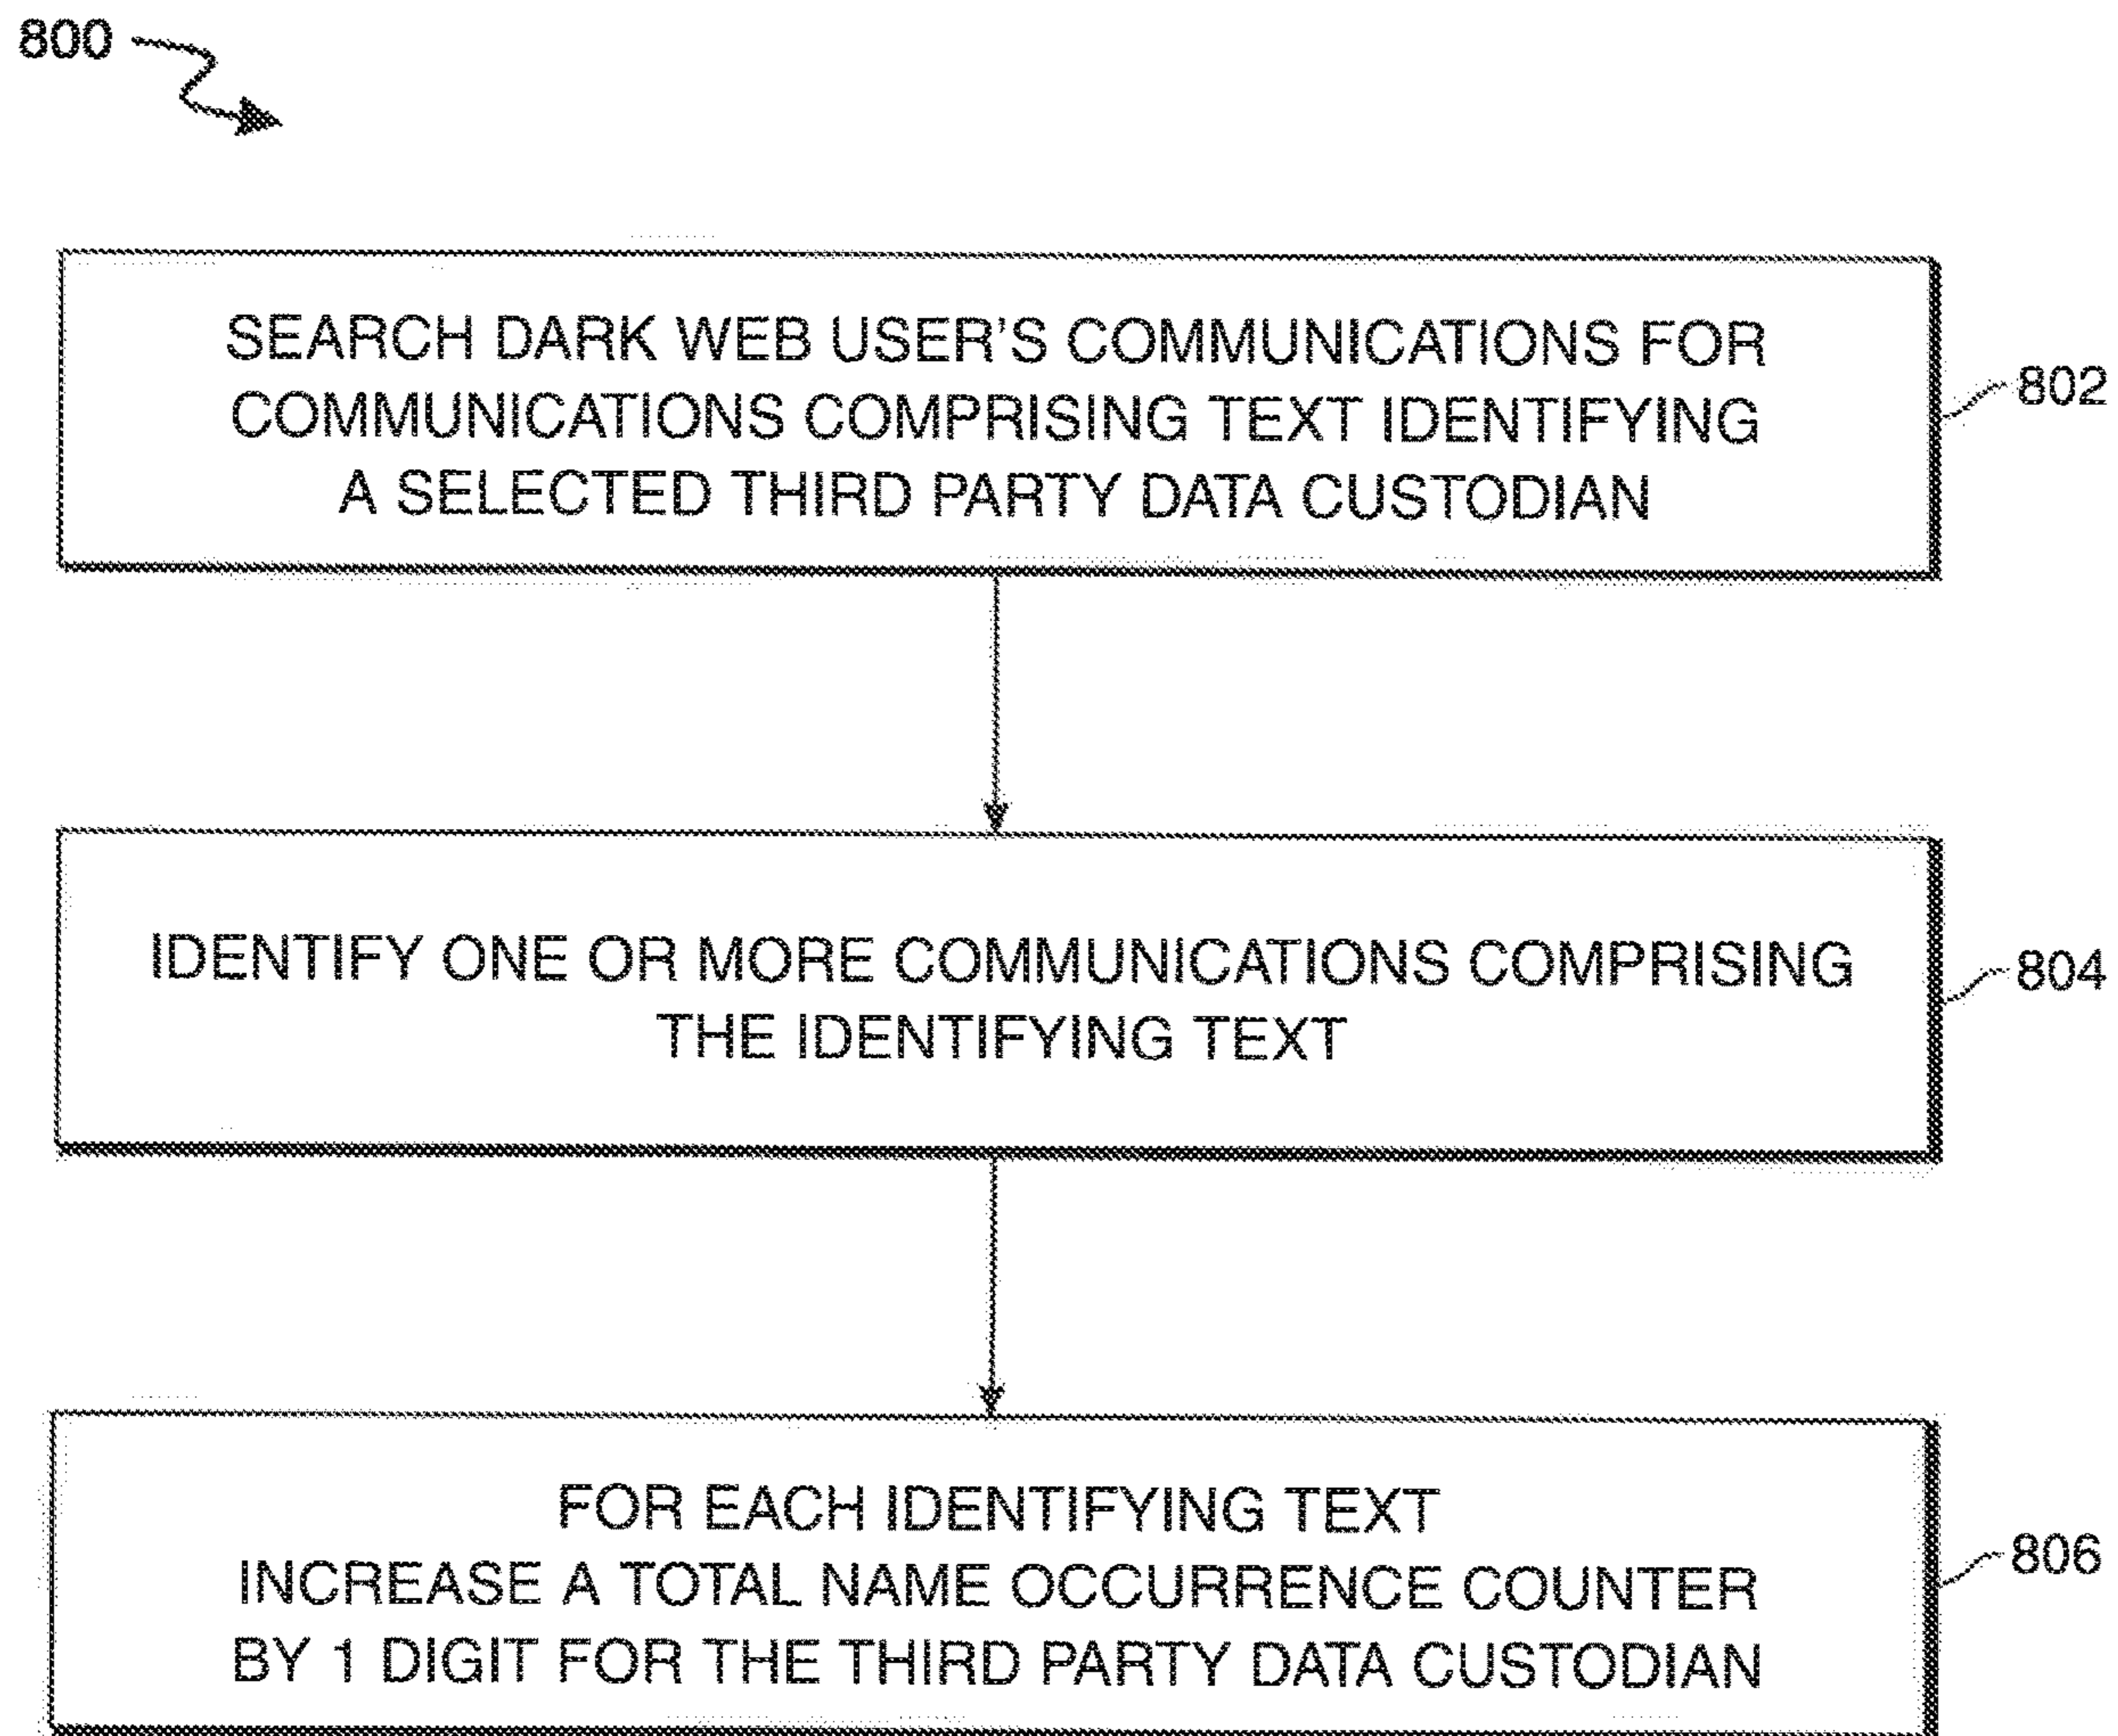 800
SEARCH DARK WEB USER'S COMMUNICATIONS FOR
COMMUNICATIONS COMPRISING TEXT IDENTIFYING
A SELECTED THIRD PARTY DATA CUSTODIAN
802
IDENTIFY ONE OR MORE COMMUNICATIONS COMPRISING
THE IDENTIFYING TEXT
804
FOR EACH IDENTIFYING TEXT
INCREASE A TOTAL NAME OCCURRENCE COUNTER
BY 1 DIGIT FOR THE THIRD PARTY DATA CUSTODIAN
806